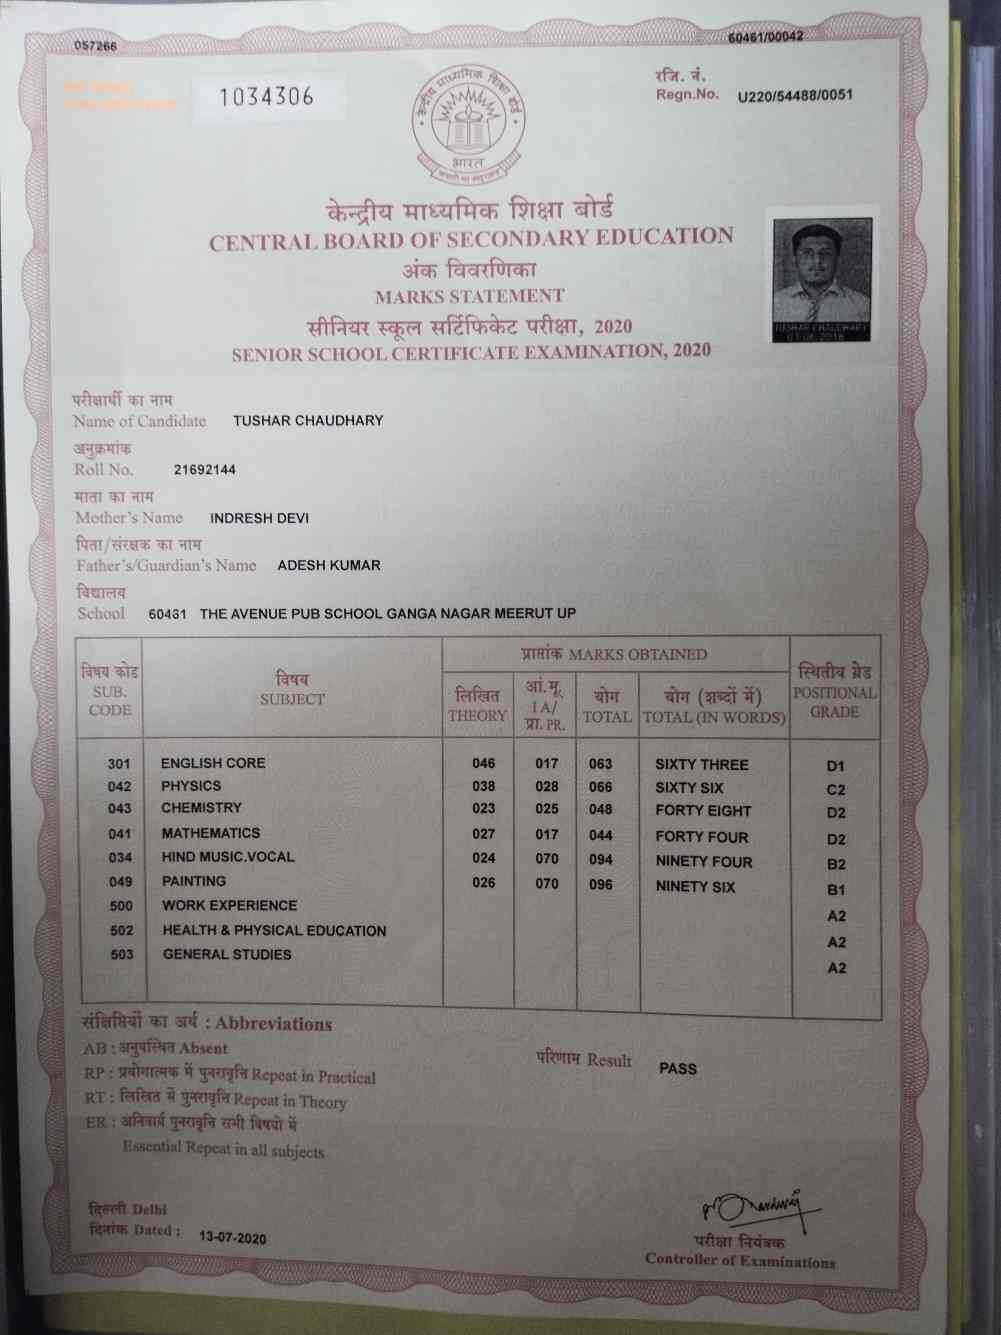 057266
60461/00042
1034306
रजि. नं.
Regn.No. U220/54488/0051
केन्द्रीय माध्यमिक शिक्षा बोर्ड
भारत
केन्द्रीय माध्यमिक शिक्षा बोर्ड
CENTRAL BOARD OF SECONDARY EDUCATION
अंक विवरणिका
MARKS STATEMENT
सीनियर स्कूल सर्टिफिकेट परीक्षा, 2020
SENIOR SCHOOL CERTIFICATE EXAMINATION, 2020
TUSHAR CHAUDHARY
परीक्षार्थी का नाम
Name of Candidate TUSHAR CHAUDHARY
अनुक्रमांक
Roll No. 21692144
माता का नाम
Mother's Name INDRESH DEVI
पिता/संरक्षक का नाम
Father's/Guardian's Name ADESH KUMAR
विद्यालय
School 60461 THE AVENUE PUB SCHOOL GANGA NAGAR MEERUT UP
विषय कोड SUB. CODE
विषय SUBJECT
प्राप्तांक MARKS OBTAINED
लिखित THEORY
आं.मू. IA/ प्रा. PR.
योग TOTAL
योग (शब्दों में) TOTAL (IN WORDS)
स्थितीय ग्रेड POSITIONAL GRADE
301 ENGLISH CORE 046 017 063 SIXTY THREE D1
042 PHYSICS 038 028 066 SIXTY SIX C2
043 CHEMISTRY 023 025 048 FORTY EIGHT D2
041 MATHEMATICS 027 017 044 FORTY FOUR D2
034 HIND MUSIC.VOCAL 024 070 094 NINETY FOUR B2
049 PAINTING 026 070 096 NINETY SIX B1
500 WORK EXPERIENCE A2
502 HEALTH & PHYSICAL EDUCATION A2
503 GENERAL STUDIES A2
संक्षिप्तियों का अर्थ : Abbreviations
AB : अनुपस्थित Absent
परिणाम Result PASS
RP : प्रयोगात्मक में पुनरावृत्ति Repeat in Practical
RT : लिखित में पुनरावृत्ति Repeat in Theory
ER : अनिवार्य पुनरावृत्ति सभी विषयों में
Essential Repeat in all subjects
दिल्ली Delhi
दिनांक Dated : 13-07-2020
परीक्षा नियंत्रक
Controller of Examinations